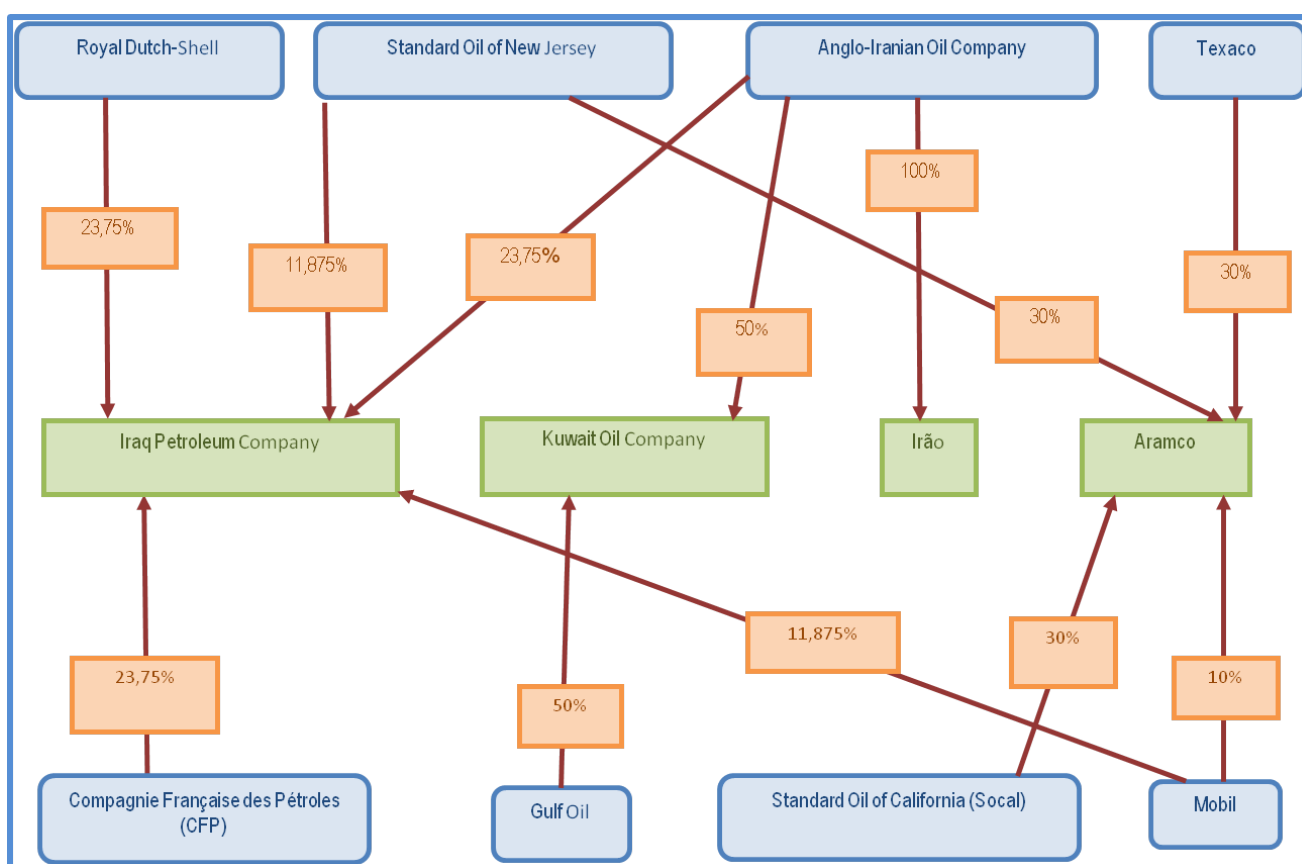 Royal Dutch-Shell
Standard Oil of New Jersey
Anglo-Iranian Oil Company
Texaco
100%
23,75%
11,875%
23,75%
50%
30%
30%
Iraq Petroleum Company
Kuwait Oil Company
Irão
Aramco
23,75%
50%
11,875%
30%
10%
Compagnie Française des Pétroles
(CFP)
Gulf Oil
Standard Oil of California (Socal)
Mobil